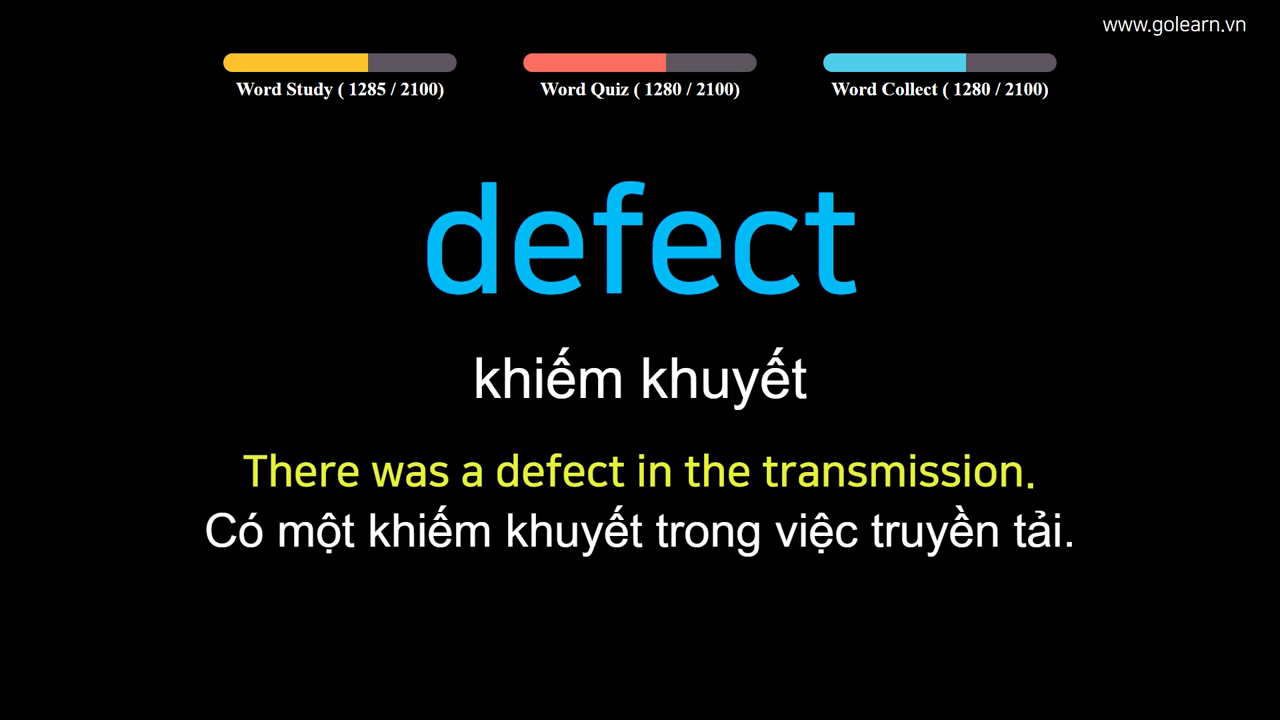 www.golearn.vn
Word Study ( 1285 / 2100)
Word Quiz ( 1280 / 2100)
Word Collect ( 1280 / 2100)
defect
khiếm khuyết
There was a defect in the transmission.
Có một khiếm khuyết trong việc truyền tải.